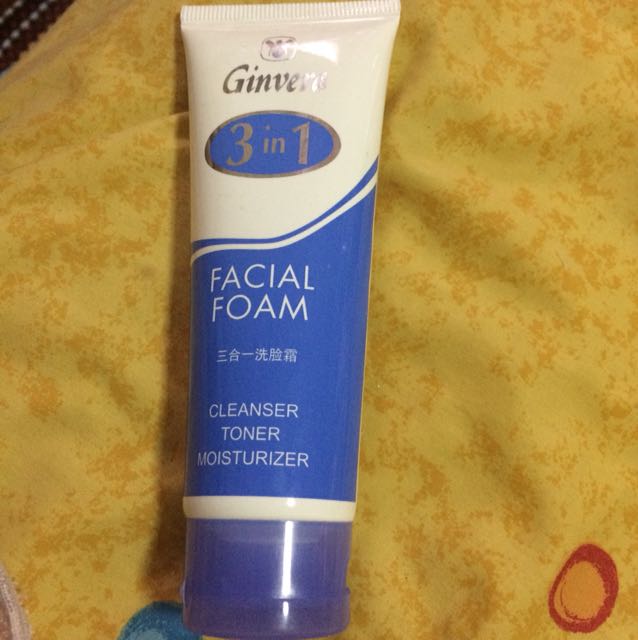 Ginvera
3 in 1
FACIAL
FOAM
三合一洗脸霜
CLEANSER
TONER
MOISTURIZER